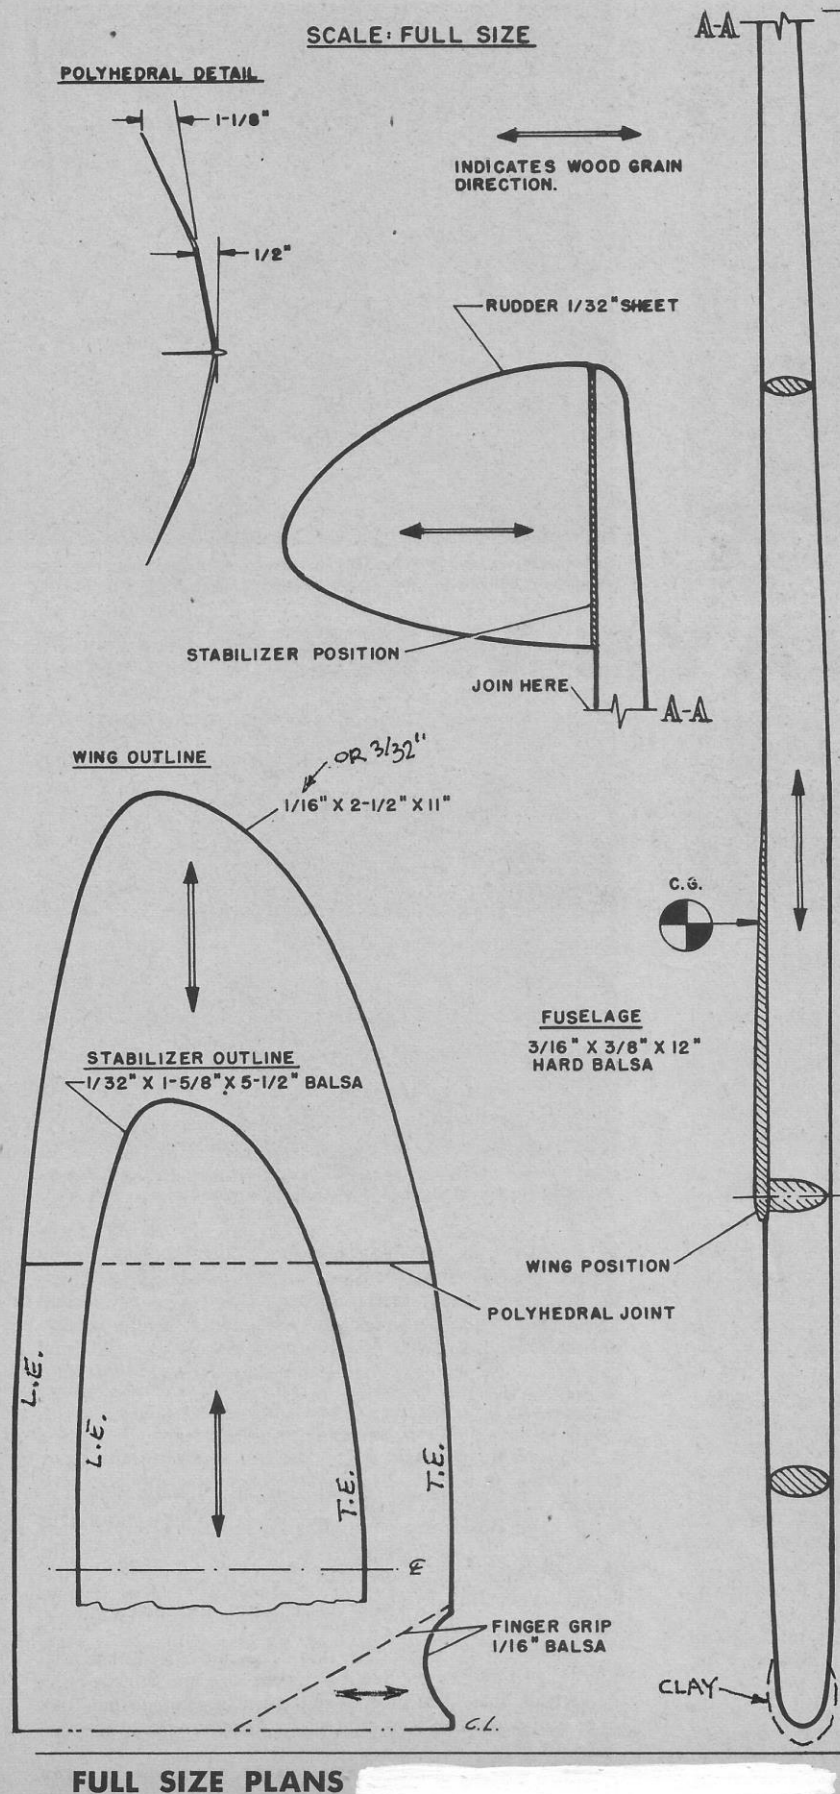 SCALE: FULL SIZE
A-A
POLYHEDRAL DETAIL
1-1/8"
INDICATES WOOD GRAIN
DIRECTION.
1/2"
RUDDER 1/32" SHEET
STABILIZER POSITION
JOIN HERE
A-A
WING OUTLINE
OR 3/32"
1/16" X 2-1/2" X 11"
C.G.
FUSELAGE
3/16" X 3/8" X 12"
HARD BALSA
STABILIZER OUTLINE
1/32" X 1-5/8" X 5-1/2" BALSA
WING POSITION
POLYHEDRAL JOINT
L.E.
L.E.
T.E.
T.E.
℄
FINGER GRIP
1/16" BALSA
CLAY
C.L.
FULL SIZE PLANS